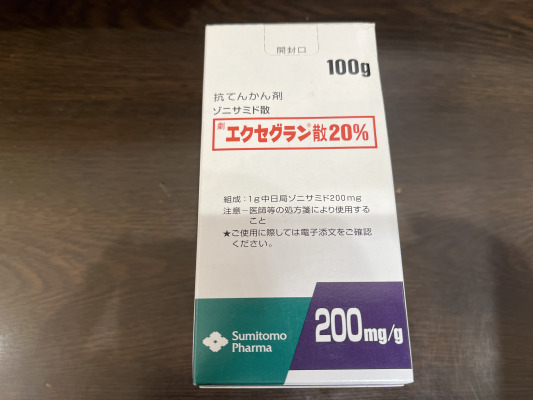 開封口
100g
抗てんかん剤
ゾニサミド散
劇 エクセグラン®散20%
組成：1g中日局ゾニサミド200mg
注意－医師等の処方箋により使用する
こと
★ご使用に際しては電子添文をご確認
ください。
200mg/g
Sumitomo
Pharma